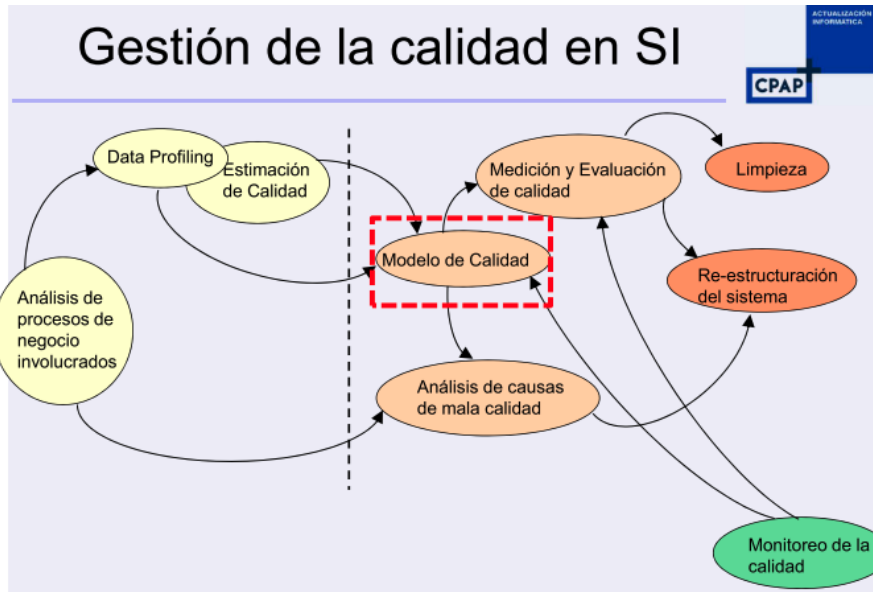 Gestión de la calidad en SI
ACTUALIZACIÓN
INFORMATICA
CPAP
Data Profiling
Estimación
de Calidad
Medición y Evaluación
de calidad
Limpieza
Modelo de Calidad
Re-estructuración
del sistema
Análisis de
procesos de
negocio
involucrados
Análisis de causas
de mala calidad
Monitoreo de la
calidad